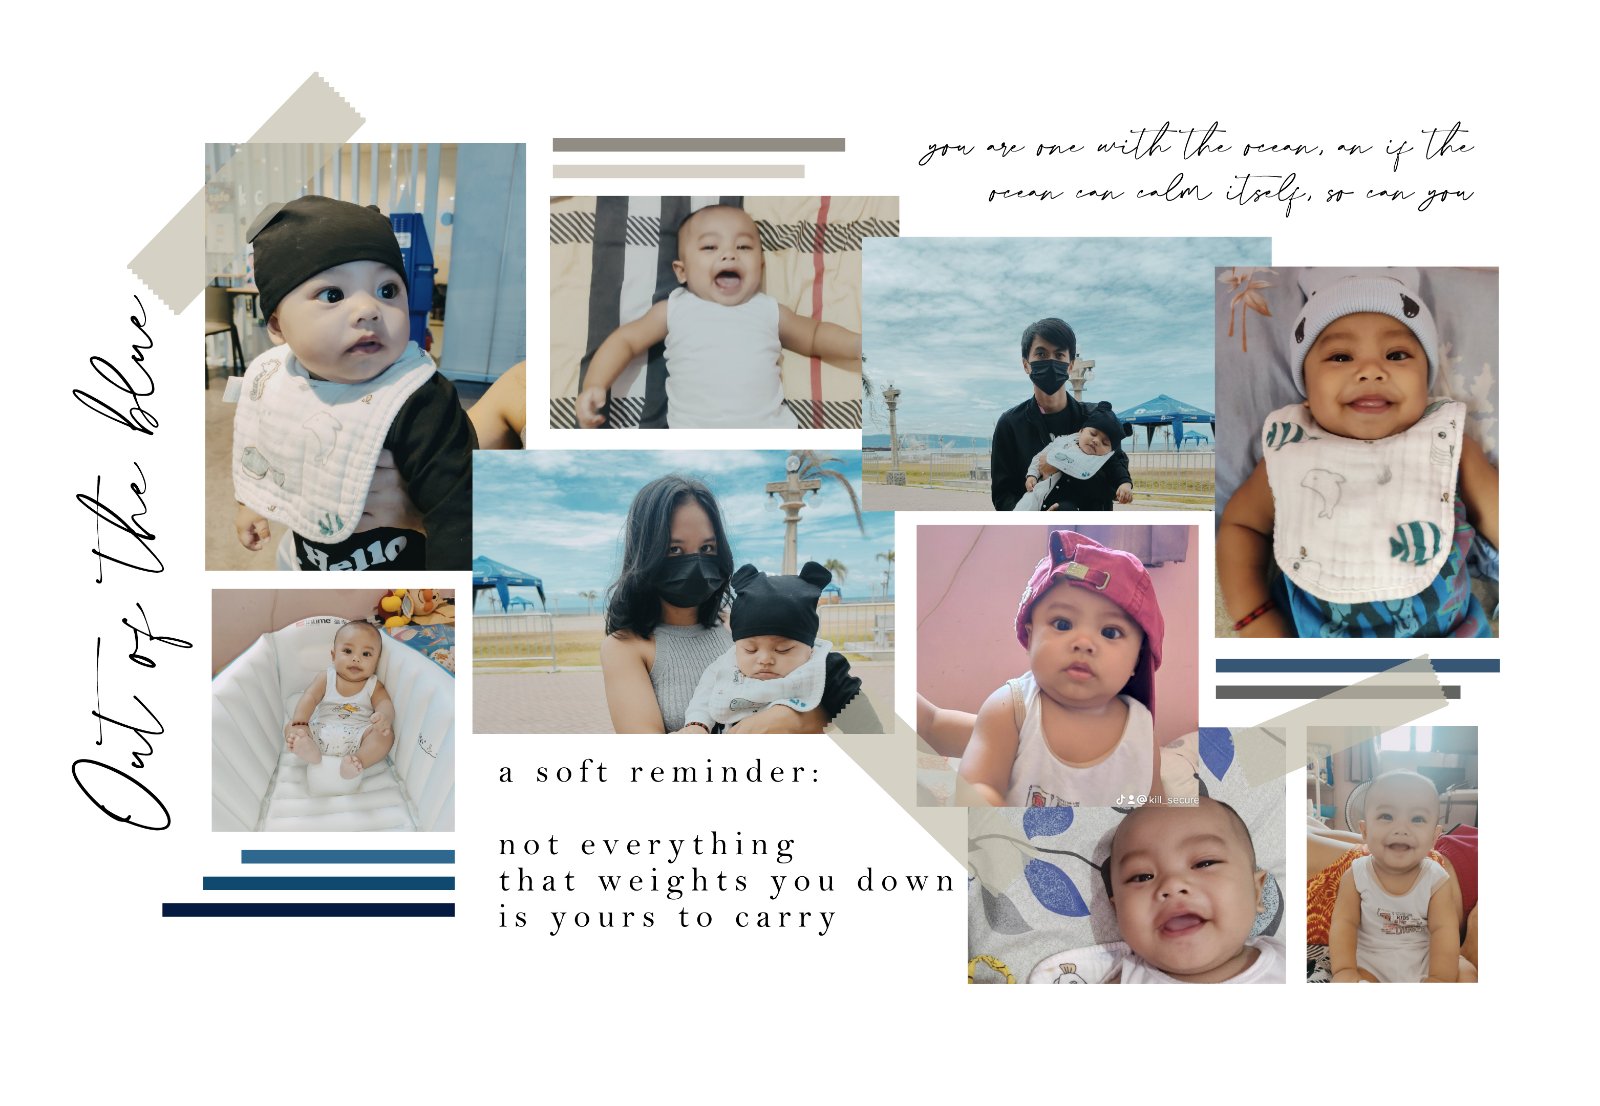 you are one with the ocean, an if the
ocean can calm itself, so can you
Out of the blue
Hello
a soft reminder:
not everything
that weights you down
is yours to carry
@kill_secure